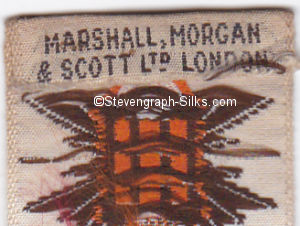 MARSHALL, MORGAN
& SCOTT LTD LONDON
©Stevengraph-Silks.com